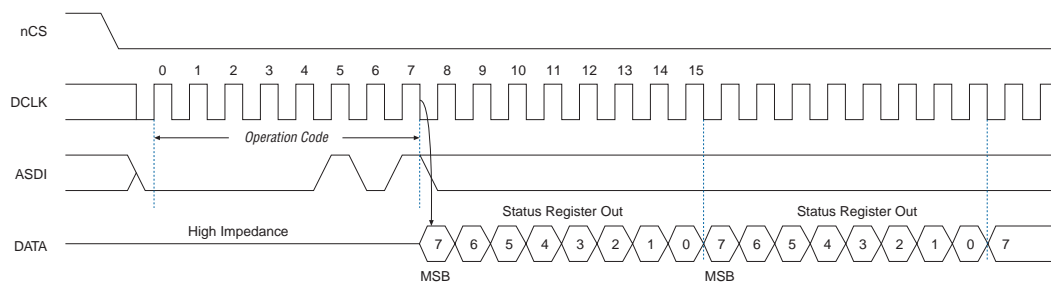 nCS
0 1 2 3 4 5 6 7 8 9 10 11 12 13 14 15
DCLK
Operation Code
ASDI
Status Register Out Status Register Out
High Impedance
DATA 7 6 5 4 3 2 1 0 7 6 5 4 3 2 1 0 7
MSB MSB